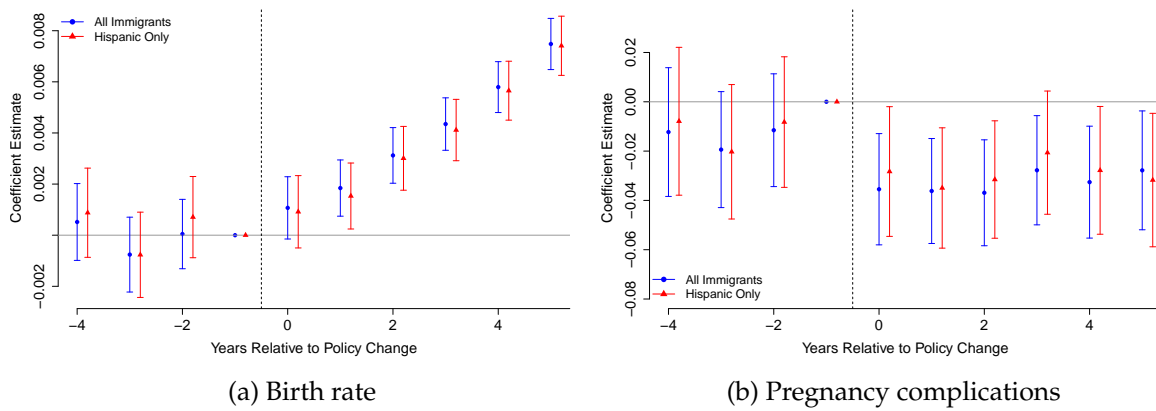 All Immigrants
Hispanic Only
Coefficient Estimate
0.008
0.006
0.004
0.002
−0.002
−4
−2
0
2
4
Years Relative to Policy Change
(a) Birth rate
0.02
0.00
−0.02
−0.04
−0.06
−0.08
Coefficient Estimate
All Immigrants
Hispanic Only
−4
−2
0
2
4
Years Relative to Policy Change
(b) Pregnancy complications